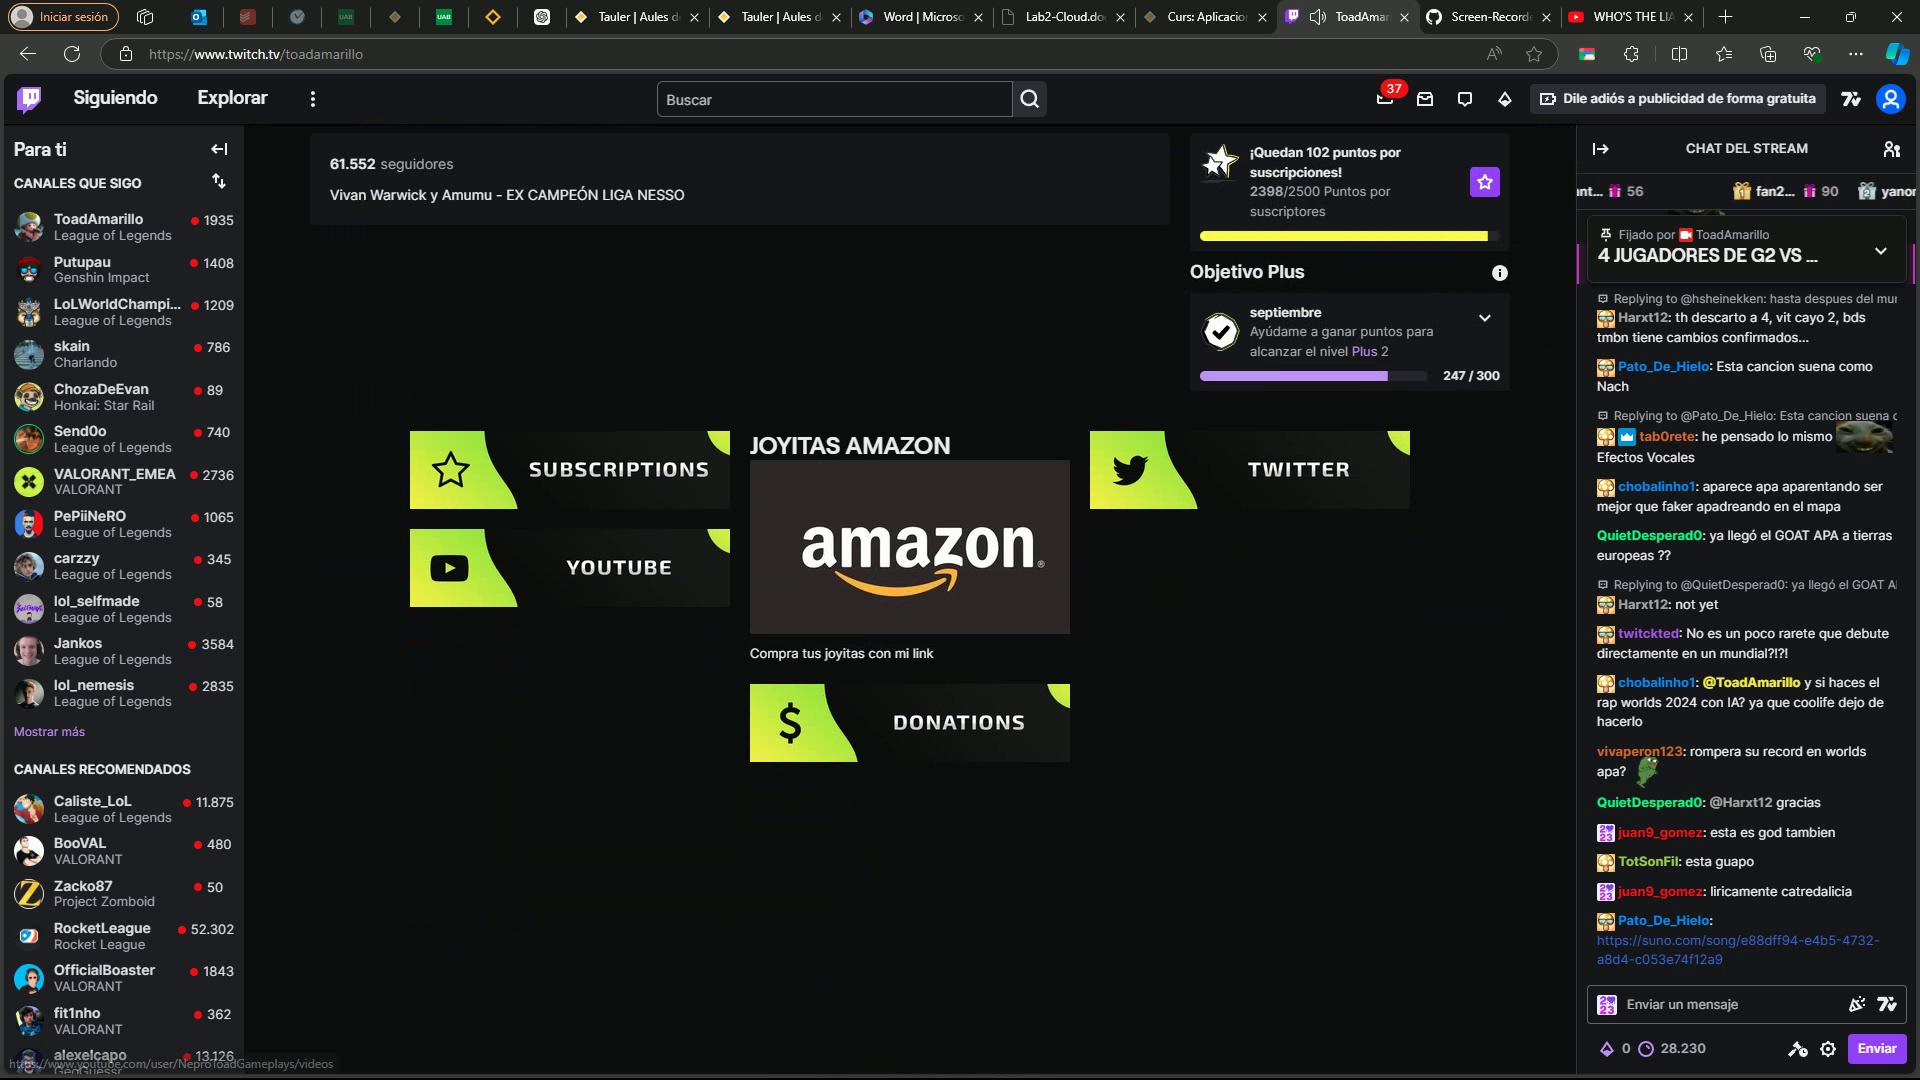 Iniciar sesión
UAB
UAB
Tauler | Aules d
Tauler | Aules d
Word | Microso
Lab2-Cloud.do
Curs: Aplicacio
ToadAmar
Screen-Record
WHO'S THE LIA
https://www.twitch.tv/toadamarillo
Siguiendo
Explorar
Buscar
37
Dile adiós a publicidad de forma gratuita
Para ti
CANALES QUE SIGO
ToadAmarillo
1935
League of Legends
Putupau
1408
Genshin Impact
LoLWorldChampi...
1209
League of Legends
skain
786
Charlando
ChozaDeEvan
89
Honkai: Star Rail
Send0o
740
League of Legends
VALORANT_EMEA
2736
VALORANT
PePiiNeRO
1065
League of Legends
carzzy
345
League of Legends
lol_selfmade
58
League of Legends
Jankos
3584
League of Legends
lol_nemesis
2835
League of Legends
Mostrar más
CANALES RECOMENDADOS
Caliste_LoL
11.875
League of Legends
BooVAL
480
VALORANT
Zacko87
50
Project Zomboid
RocketLeague
52.302
Rocket League
OfficialBoaster
1843
VALORANT
fit1nho
362
VALORANT
alexelcapo
13.126
GeoGuessr
https://www.youtube.com/user/NeproToadGameplays/videos
61.552 seguidores
Vivan Warwick y Amumu - EX CAMPEÓN LIGA NESSO
¡Quedan 102 puntos por
suscripciones!
2398/2500 Puntos por
suscriptores
Objetivo Plus
septiembre
Ayúdame a ganar puntos para
alcanzar el nivel Plus 2
247 / 300
SUBSCRIPTIONS
YOUTUBE
JOYITAS AMAZON
amazon
Compra tus joyitas con mi link
DONATIONS
TWITTER
CHAT DEL STREAM
ant... 56
fan2... 90
yanor
Fijado por ToadAmarillo
4 JUGADORES DE G2 VS ...
Replying to @hsheinekken: hasta despues del mur
Harxt12: th descarto a 4, vit cayo 2, bds
tmbn tiene cambios confirmados...
Pato_De_Hielo: Esta cancion suena como
Nach
Replying to @Pato_De_Hielo: Esta cancion suena c
tab0rete: he pensado lo mismo
Efectos Vocales
chobalinho1: aparece apa aparentando ser
mejor que faker apadreando en el mapa
QuietDesperad0: ya llegó el GOAT APA a tierras
europeas ??
Replying to @QuietDesperad0: ya llegó el GOAT A
Harxt12: not yet
twitckted: No es un poco rarete que debute
directamente en un mundial?!?!
chobalinho1: @ToadAmarillo y si haces el
rap worlds 2024 con IA? ya que coolife dejo de
hacerlo
vivaperon123: rompera su record en worlds
apa?
QuietDesperad0: @Harxt12 gracias
juan9_gomez: esta es god tambien
TotSonFil: esta guapo
juan9_gomez: liricamente catredalicia
Pato_De_Hielo:
https://suno.com/song/e88dff94-e4b5-4732-
a8d4-c053e74f12a9
Enviar un mensaje
0
28.230
Enviar